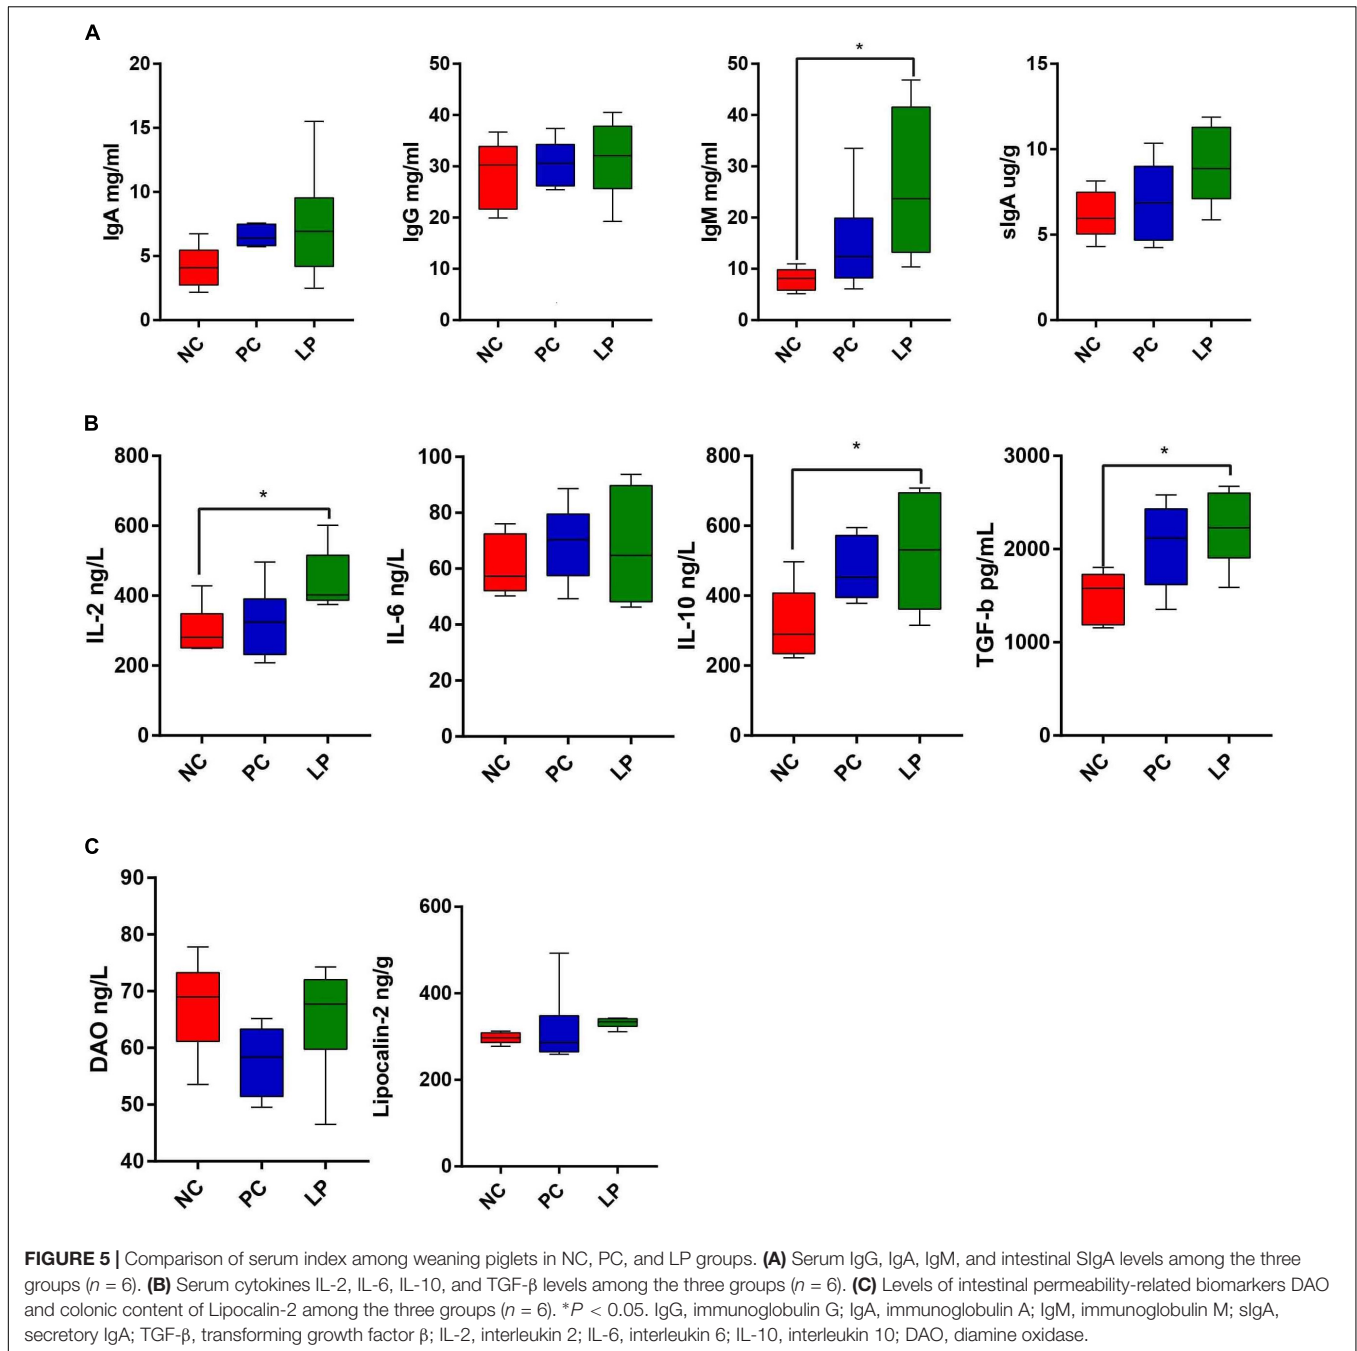 A
20
15
10
5
0
IgA mg/ml
NC
PC
LP
50
40
30
20
10
0
IgG mg/ml
NC
PC
LP
50
40
30
20
10
0
IgM mg/ml
*
NC
PC
LP
15
10
5
0
sIgA ug/g
NC
PC
LP
B
800
600
400
200
0
IL-2 ng/L
*
NC
PC
LP
100
80
60
40
20
0
IL-6 ng/L
NC
PC
LP
800
600
400
200
0
IL-10 ng/L
*
NC
PC
LP
3000
2000
1000
0
TGF-b pg/mL
*
NC
PC
LP
C
90
80
70
60
50
40
DAO ng/L
NC
PC
LP
600
400
200
0
Lipocalin-2 ng/g
NC
PC
LP
FIGURE 5 | Comparison of serum index among weaning piglets in NC, PC, and LP groups. (A) Serum IgG, IgA, IgM, and intestinal SIgA levels among the three
groups (n = 6). (B) Serum cytokines IL-2, IL-6, IL-10, and TGF-β levels among the three groups (n = 6). (C) Levels of intestinal permeability-related biomarkers DAO
and colonic content of Lipocalin-2 among the three groups (n = 6). *P < 0.05. IgG, immunoglobulin G; IgA, immunoglobulin A; IgM, immunoglobulin M; sIgA,
secretory IgA; TGF-β, transforming growth factor β; IL-2, interleukin 2; IL-6, interleukin 6; IL-10, interleukin 10; DAO, diamine oxidase.